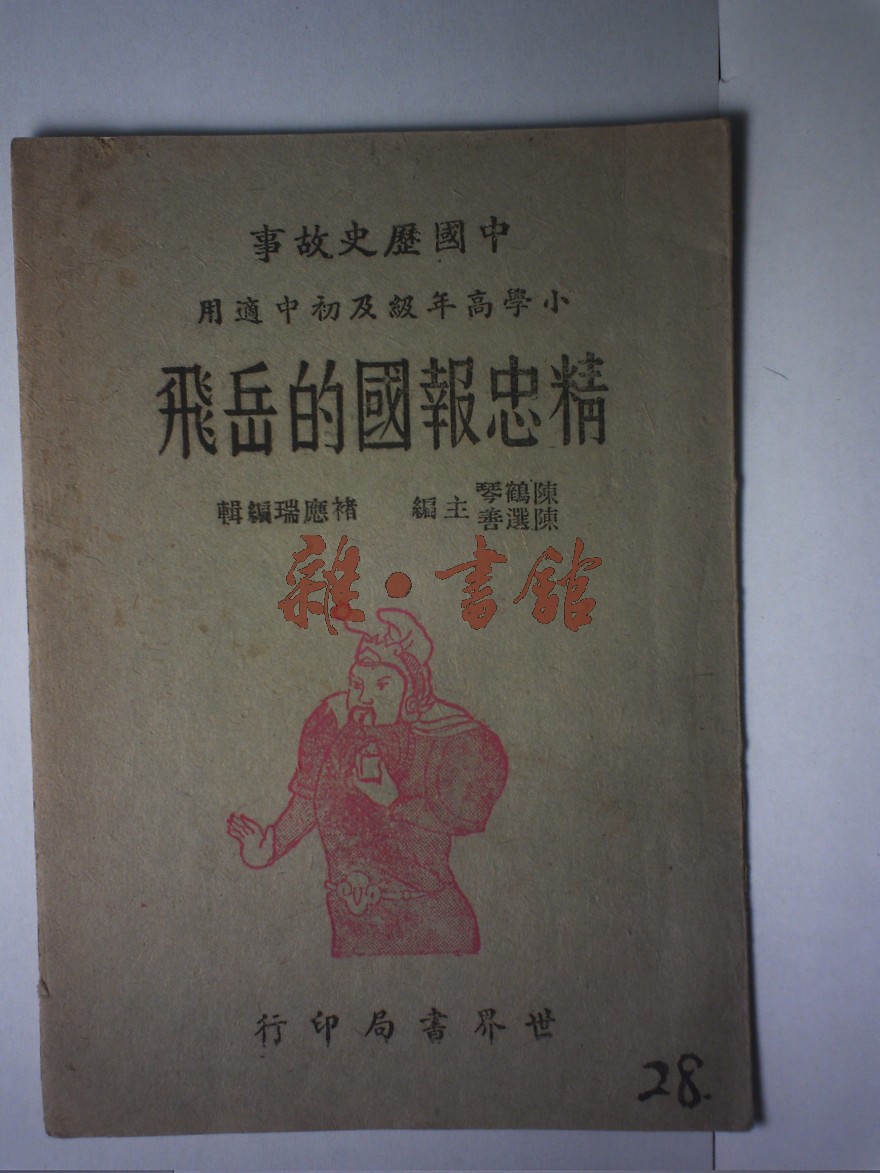 中國歷史故事
小學高年級及初中適用
精忠報國的岳飛
陳鶴琴
陳選善
主編
褚應瑞編輯
雜·書舘
世界書局印行
28.